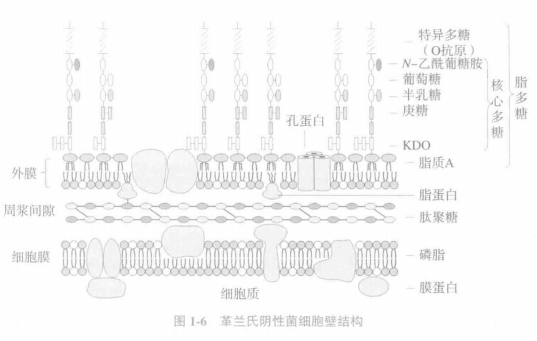 特异多糖
（O抗原）
N-乙酰葡糖胺
葡萄糖
半乳糖
庚糖
核心多糖
脂多糖
孔蛋白
KDO
脂质A
外膜
脂蛋白
周浆间隙
肽聚糖
细胞膜
磷脂
细胞质
膜蛋白
图 1-6 革兰氏阴性菌细胞壁结构